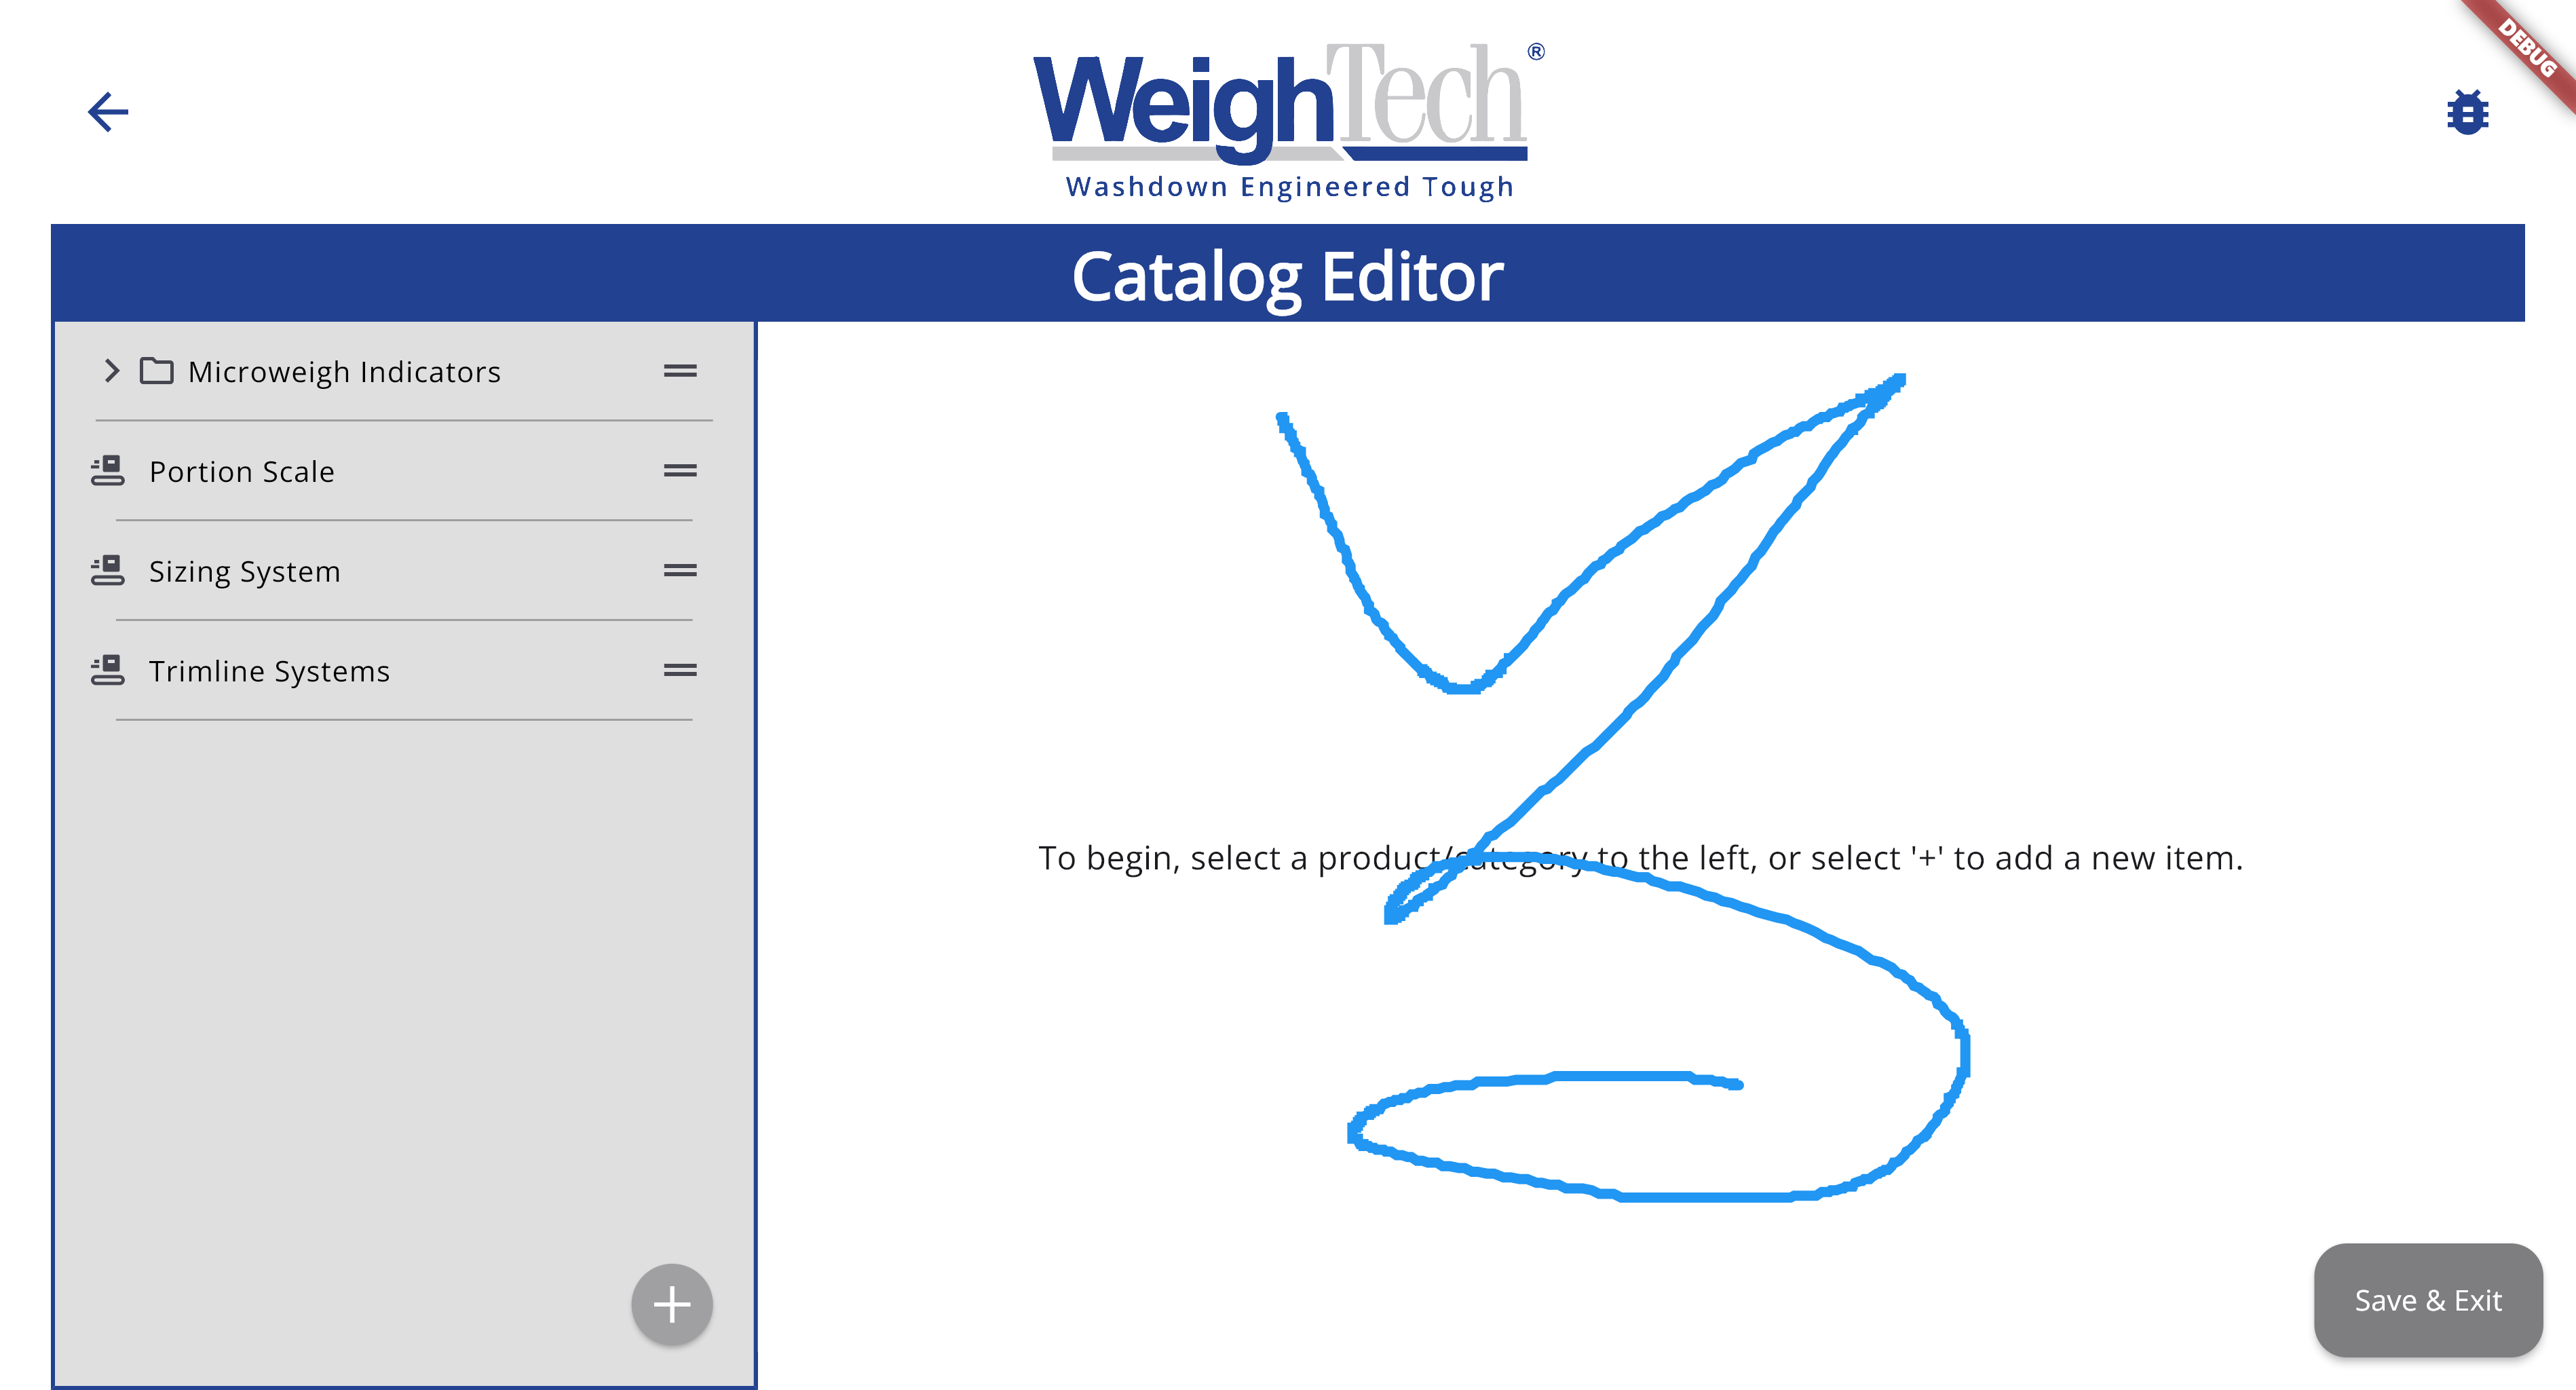 WeighTech®
Washdown Engineered Tough
DEBUG
Catalog Editor
Microweigh Indicators
Portion Scale
Sizing System
Trimline Systems
To begin, select a product/category to the left, or select '+' to add a new item.
Save & Exit